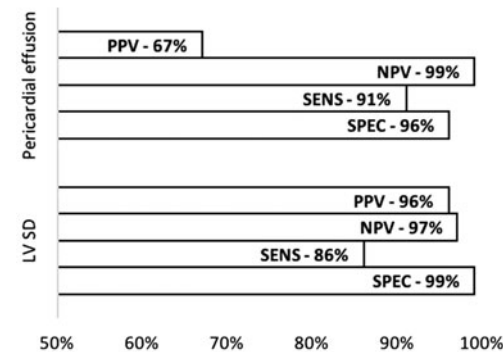 Pericardial effusion
PPV - 67%
NPV - 99%
SENS - 91%
SPEC - 96%
LV SD
PPV - 96%
NPV - 97%
SENS - 86%
SPEC - 99%
50% 60% 70% 80% 90% 100%